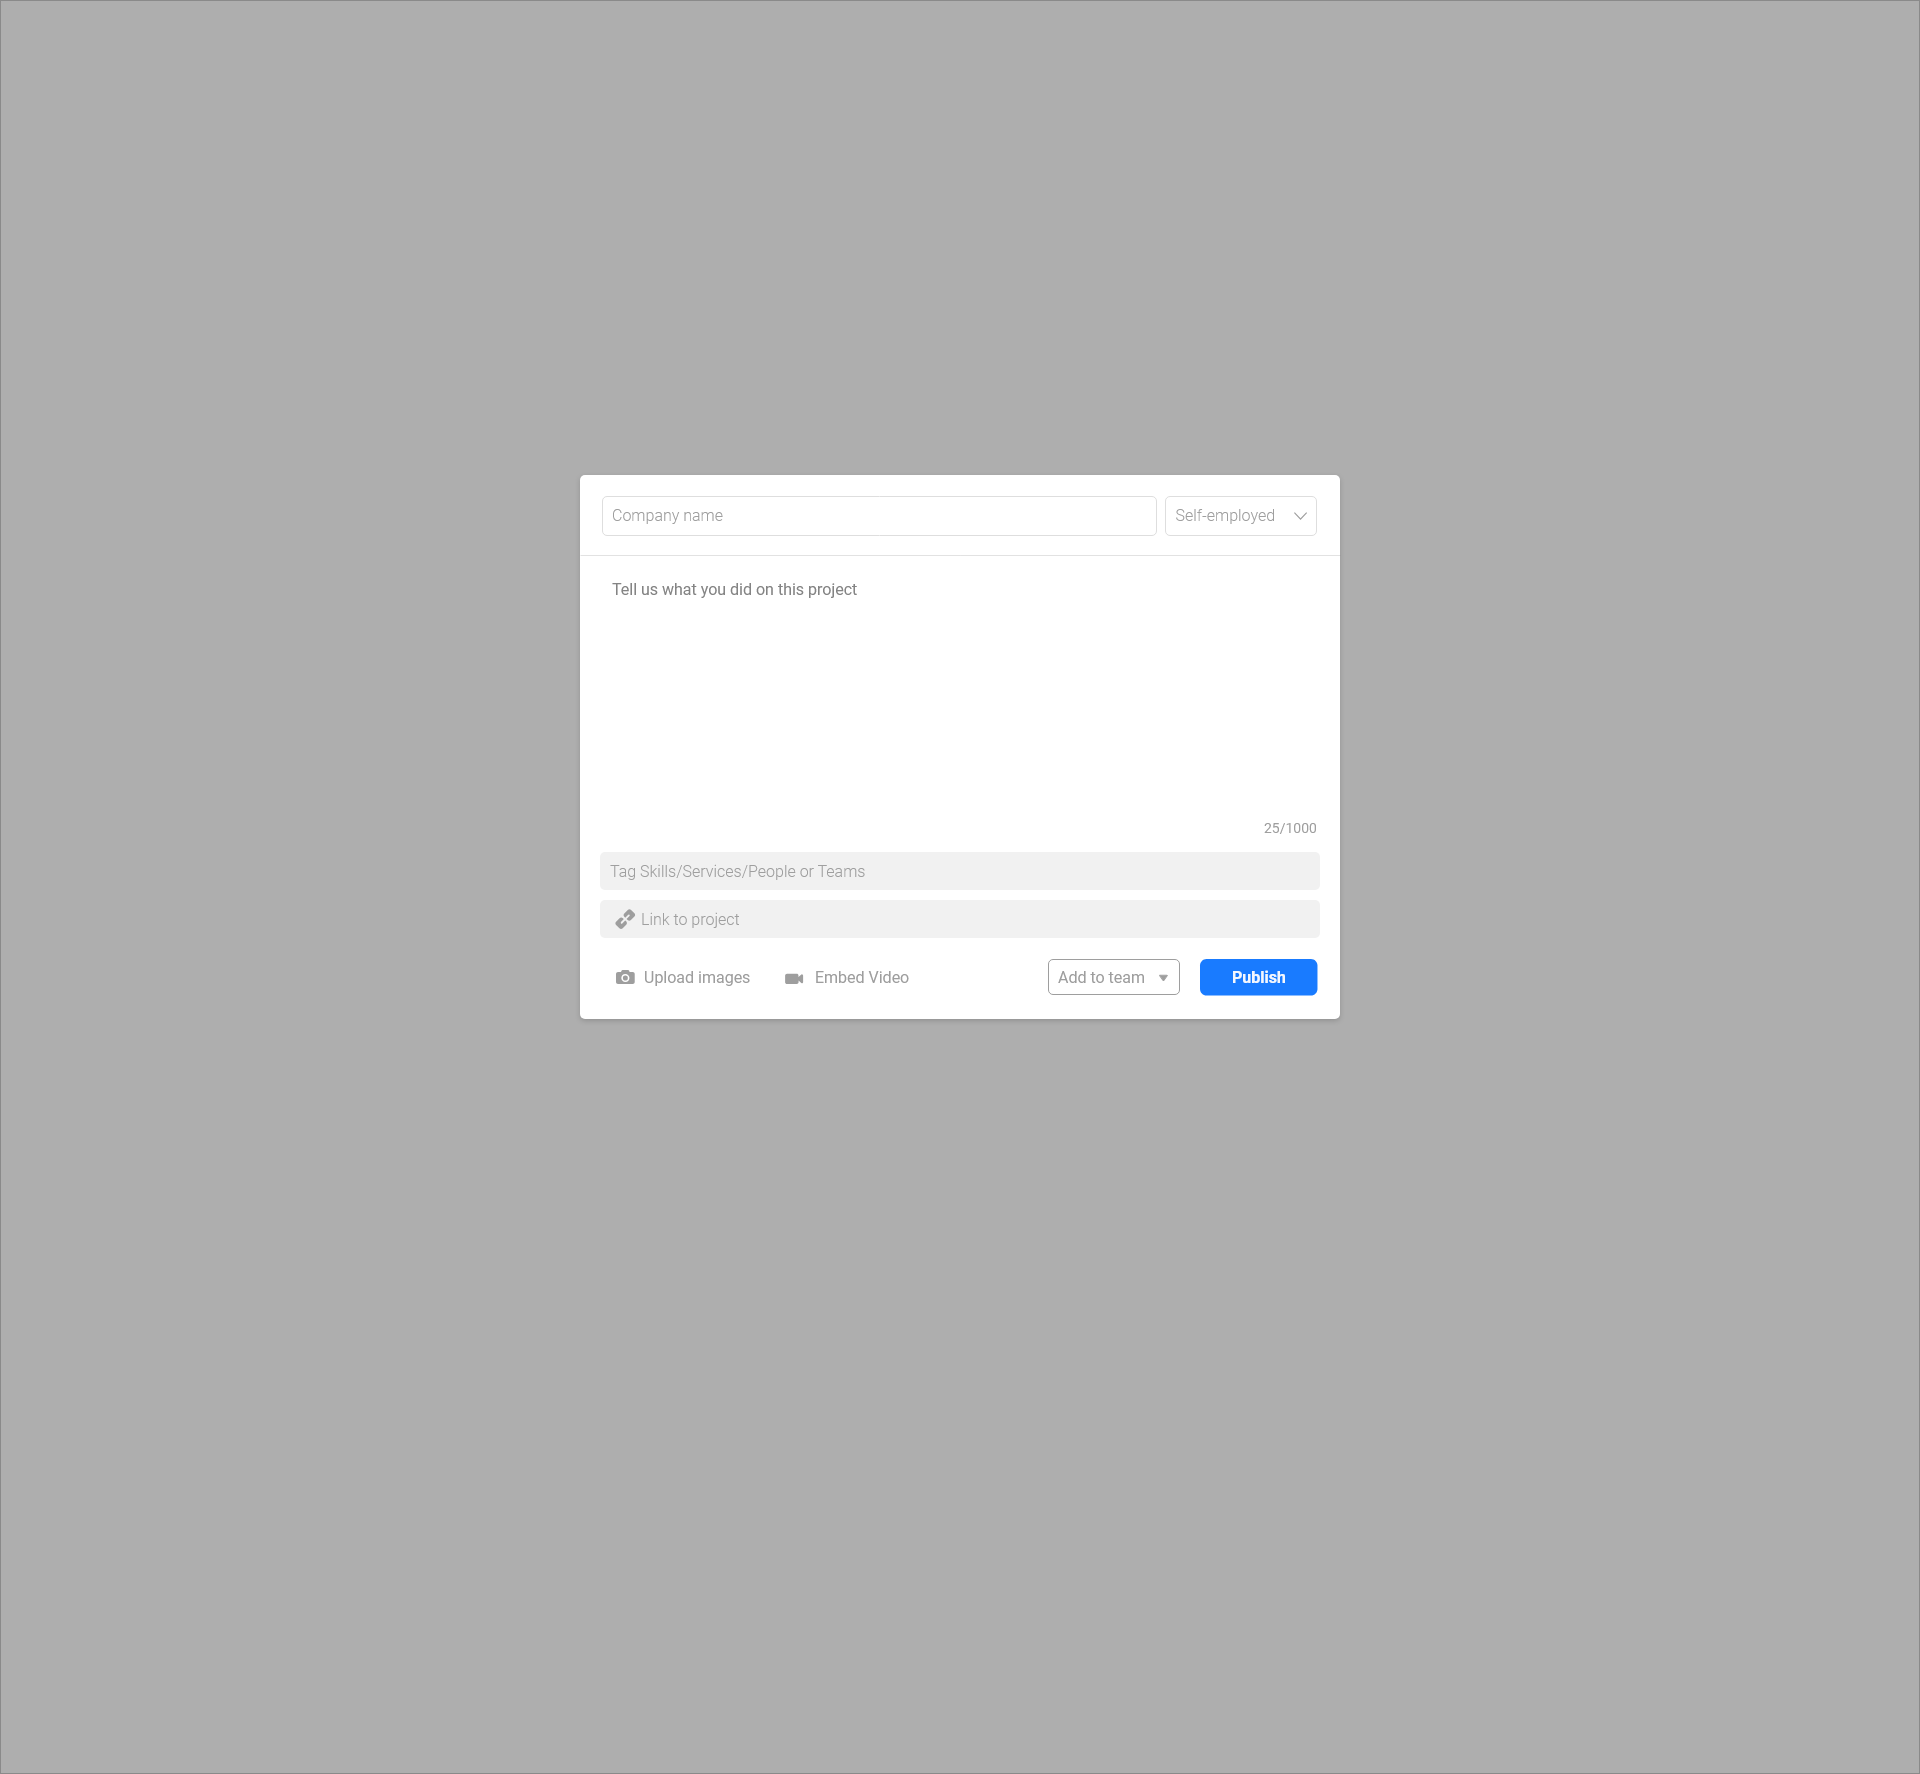 Company name
Self-employed
Tell us what you did on this project
25/1000
Tag Skills/Services/People or Teams
Link to project
Upload images
Embed Video
Add to team
Publish